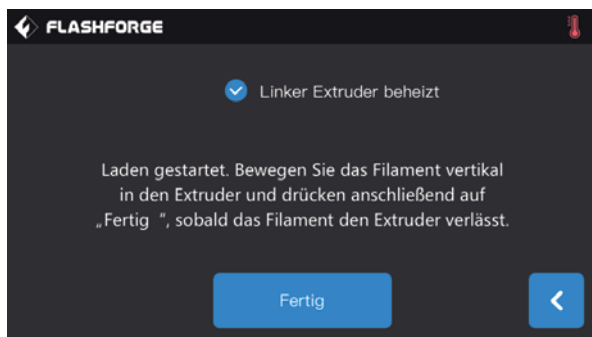 FLASHFORGE
Linker Extruder beheizt
Laden gestartet. Bewegen Sie das Filament vertikal
in den Extruder und drücken anschließend auf
„Fertig “, sobald das Filament den Extruder verlässt.
Fertig